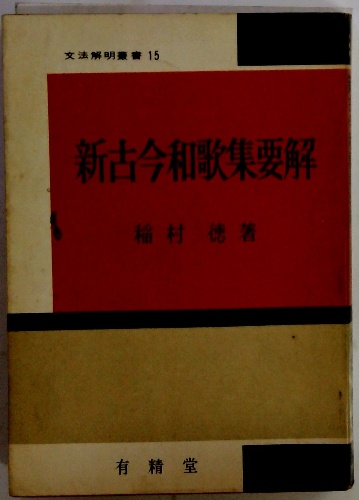 文法解明叢書 15
新古今和歌集要解
稲村 徳著
有精堂